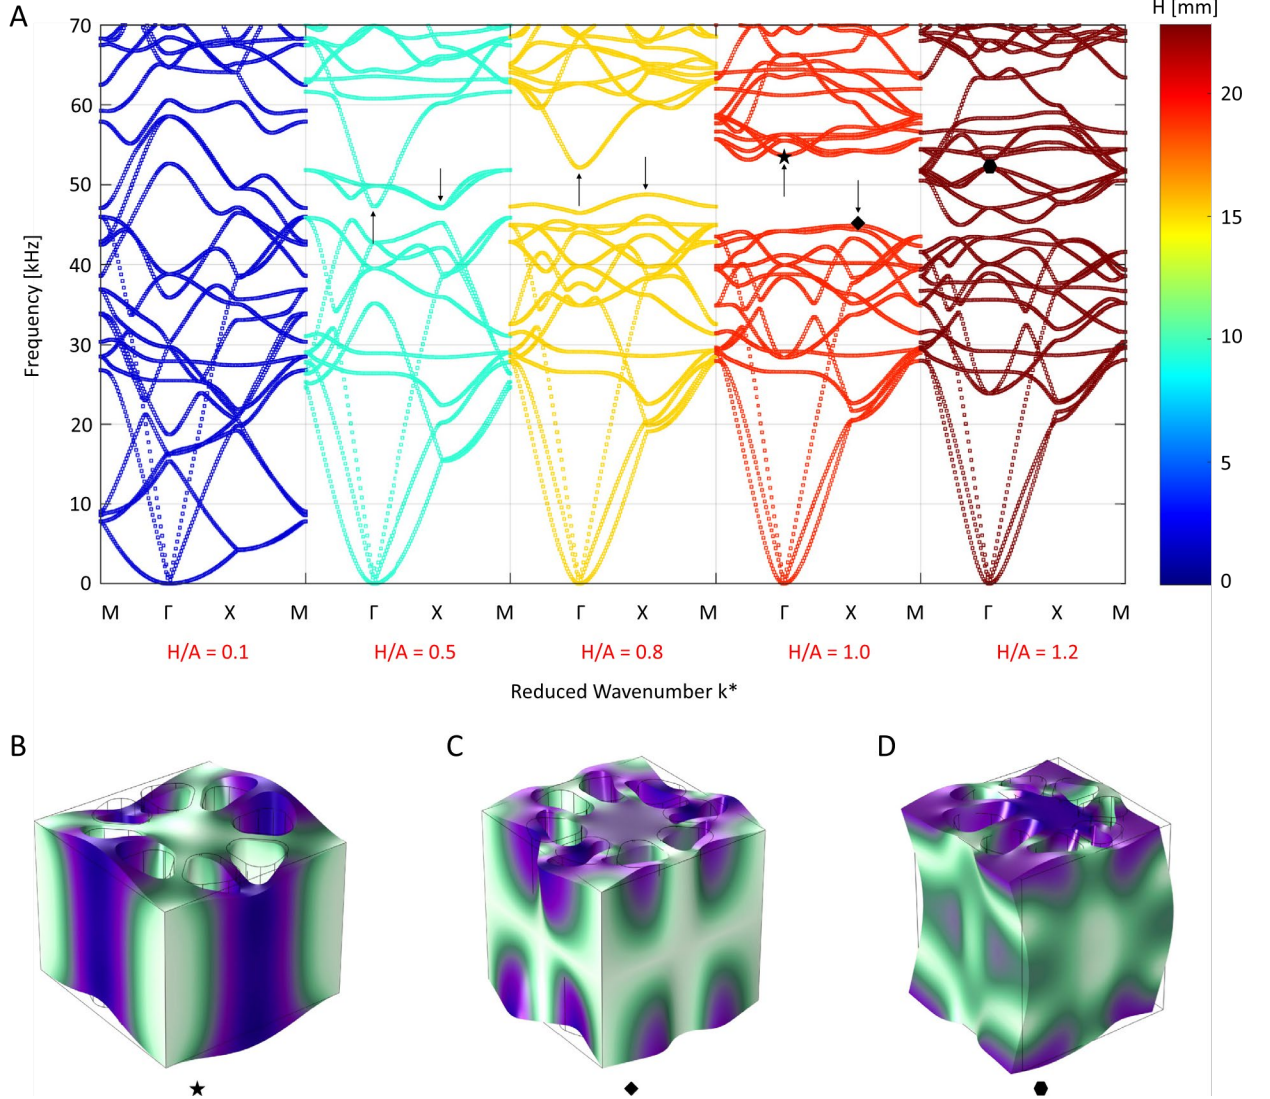 A
H [mm]
70
60
50
40
30
20
10
0
Frequency [kHz]
20
15
10
5
0
M Γ X M Γ X M Γ X M Γ X M Γ X M
H/A = 0.1 H/A = 0.5 H/A = 0.8 H/A = 1.0 H/A = 1.2
Reduced Wavenumber k*
B C D